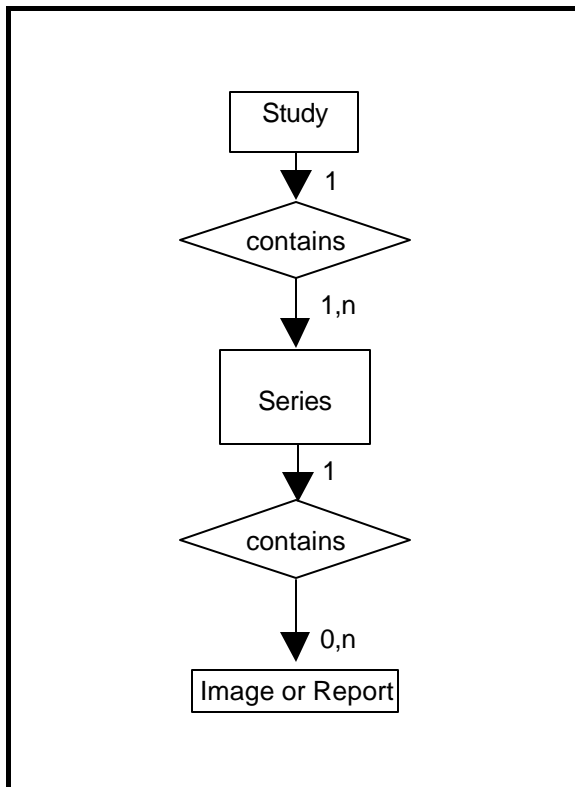 Study
1
contains
1,n
Series
1
contains
0,n
Image or Report